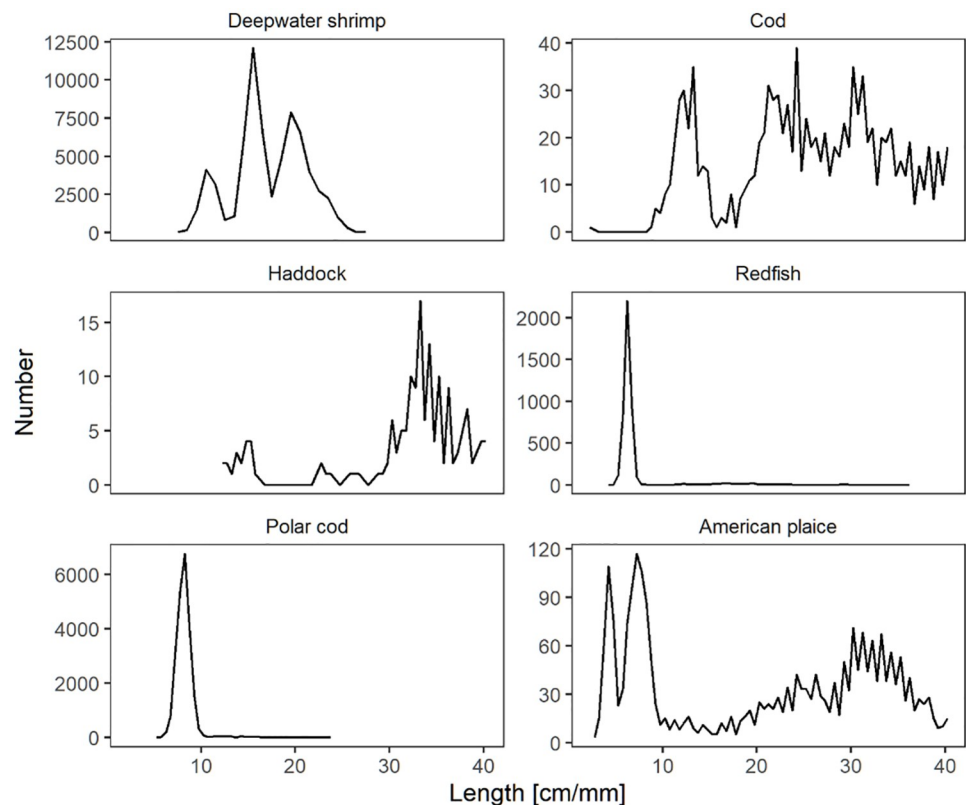 Deepwater shrimp
Cod
12500
10000
7500
5000
2500
0
40
30
20
10
0
Haddock
Redfish
15
10
5
0
2000
1500
1000
500
0
Number
Polar cod
American plaice
6000
4000
2000
0
120
90
60
30
0
10 20 30 40
10 20 30 40
Length [cm/mm]